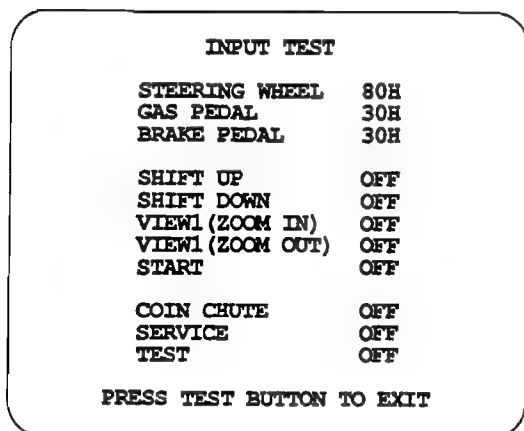 INPUT TEST
STEERING WHEEL 80H
GAS PEDAL 30H
BRAKE PEDAL 30H
SHIFT UP OFF
SHIFT DOWN OFF
VIEW1(ZOOM IN) OFF
VIEW1(ZOOM OUT) OFF
START OFF
COIN CHUTE OFF
SERVICE OFF
TEST OFF
PRESS TEST BUTTON TO EXIT